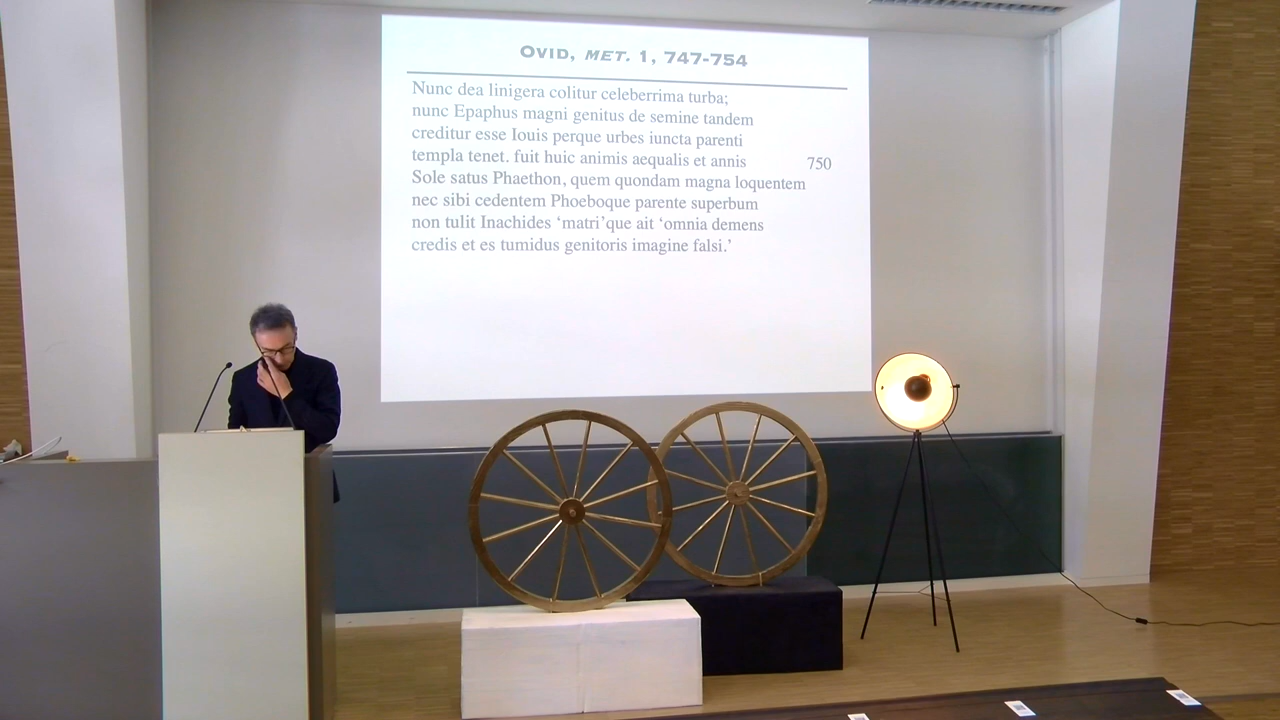 OVID, MET. 1, 747-754
Nunc dea linigera colitur celeberrima turba;
nunc Epaphus magni genitus de semine tandem
creditur esse Iouis perque urbes iuncta parenti
templa tenet. fuit huic animis aequalis et annis 750
Sole satus Phaethon, quem quondam magna loquentem
nec sibi cedentem Phoeboque parente superbum
non tulit Inachides ‘matri’que ait ‘omnia demens
credis et es tumidus genitoris imagine falsi.’